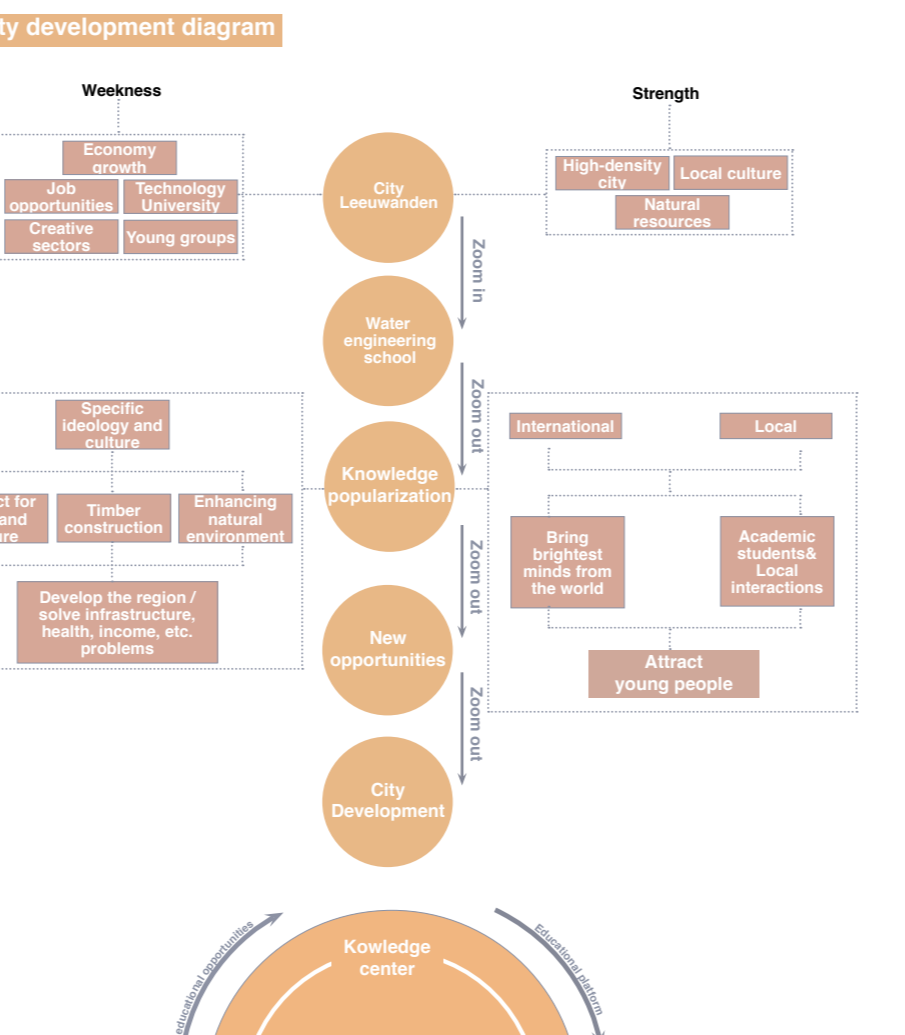 ty development diagram
Weekness
Strength
Economy
growth
Job
opportunities
Technology
University
Creative
sectors
Young groups
City
Leeuwanden
High-density
city
Local culture
Natural
resources
Zoom in
Water
engineering
school
Zoom out
Specific
ideology and
culture
ct for
and
ure
Timber
construction
Enhancing
natural
environment
Develop the region /
solve infrastructure,
health, income, etc.
problems
Knowledge
popularization
International
Local
Bring
brightest
minds from
the world
Academic
students&
Local
interactions
Attract
young people
Zoom out
New
opportunities
Zoom out
City
Development
Kowledge
center
educational opportunities
Educational platform